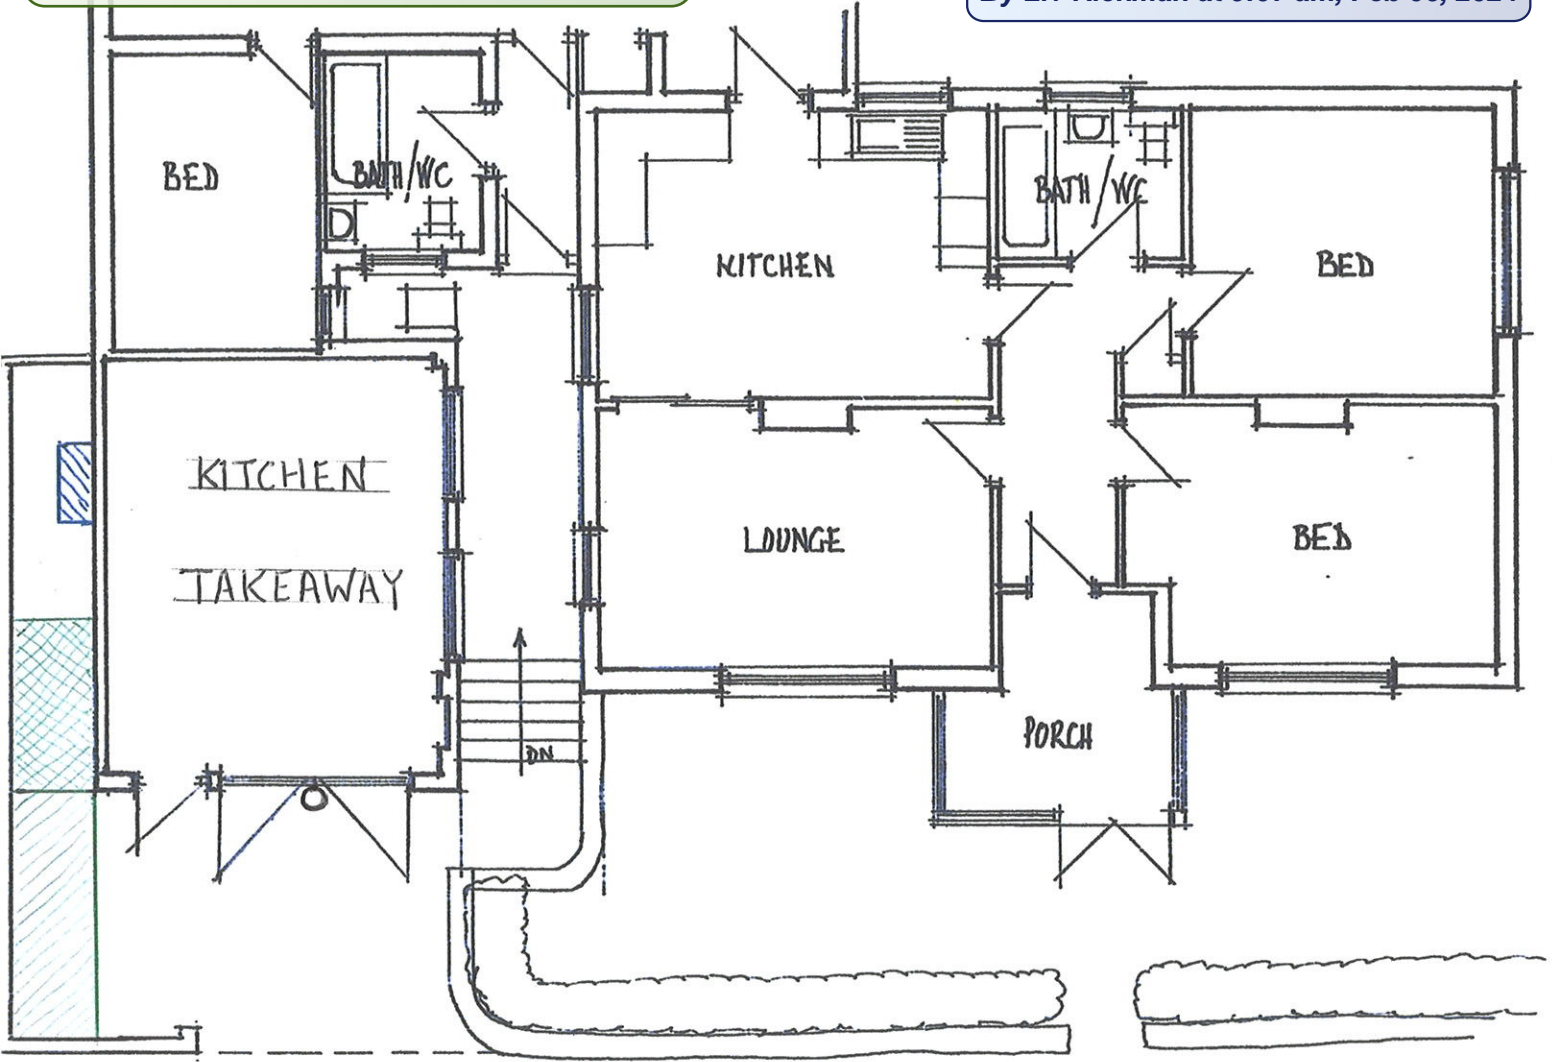 BED
BATH/WC
KITCHEN
BATH/WC
BED
KITCHEN
TAKEAWAY
LOUNGE
BED
PORCH
DN